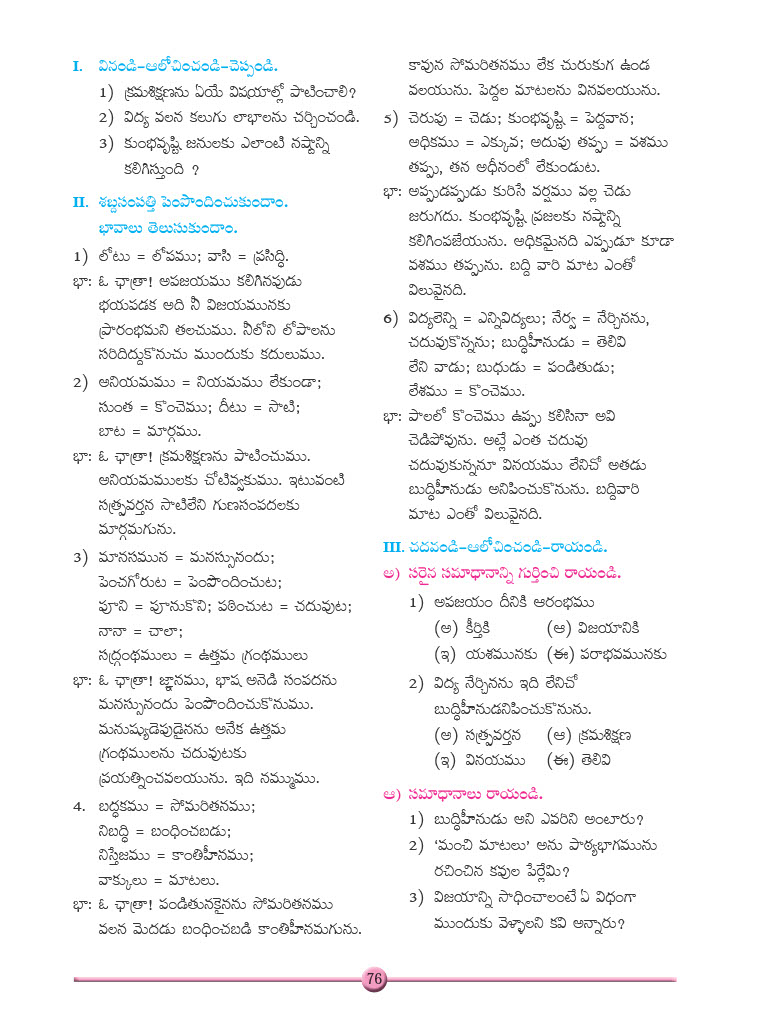 I. వినండి-ఆలోచించండి-చెప్పండి.
1) క్రమశిక్షణను ఏయే విషయాల్లో పాటించాలి?
2) విద్య వలన కలుగు లాభాలను చర్చించండి.
3) కుంభవృష్టి జనులకు ఎలాంటి నష్టాన్ని
కలిగిస్తుంది ?
II. శబ్దసంపత్తి పెంపొందించుకుందాం.
భావాలు తెలుసుకుందాం.
1) లోటు = లోపము; వాసి = ప్రసిద్ధి.
భా: ఓ ఛాత్రా! అపజయము కలిగినపుడు
భయపడక అది నీ విజయమునకు
ప్రారంభమని తలచుము. నీలోని లోపాలను
సరిదిద్దుకొనుచు ముందుకు కదులుము.
2) అనియమము = నియమము లేకుండా;
సుంత = కొంచెము; దీటు = సాటి;
బాట = మార్గము.
భా: ఓ ఛాత్రా! క్రమశిక్షణను పాటించుము.
అనియమములకు చోటివ్వకుము. ఇటువంటి
సత్ప్రవర్తన సాటిలేని గుణసంపదలకు
మార్గమగును.
3) మానసమున = మనస్సునందు;
పెంచగోరుట = పెంపొందించుట;
పూని = పూనుకొని; పఠించుట = చదువుట;
నానా = చాలా;
సద్గ్రంథములు = ఉత్తమ గ్రంథములు
భా: ఓ ఛాత్రా! జ్ఞానము, భాష అనెడి సంపదను
మనస్సునందు పెంపొందించుకొనుము.
మనుష్యుడెపుడైనను అనేక ఉత్తమ
గ్రంథములను చదువుటకు
ప్రయత్నించవలయును. ఇది నమ్ముము.
4. బద్ధకము = సోమరితనము;
నిబద్ధి = బంధించబడు;
నిస్తేజము = కాంతిహీనము;
వాక్కులు = మాటలు.
భా: ఓ ఛాత్రా! పండితునకైనను సోమరితనము
వలన మెదడు బంధించబడి కాంతిహీనమగును.
కావున సోమరితనము లేక చురుకుగ ఉండ
వలయును. పెద్దల మాటలను వినవలయును.
5) చెరుపు = చెడు; కుంభవృష్టి = పెద్దవాన;
అధికము = ఎక్కువ; అదుపు తప్పు = వశము
తప్పు, తన అధీనంలో లేకుండుట.
భా: అప్పుడప్పుడు కురిసే వర్షము వల్ల చెడు
జరుగదు. కుంభవృష్టి ప్రజలకు నష్టాన్ని
కలిగింపజేయును. అధికమైనది ఎప్పుడూ కూడా
వశము తప్పును. బద్ది వారి మాట ఎంతో
విలువైనది.
6) విద్యలెన్ని = ఎన్నివిద్యలు; నేర్వ = నేర్చినను,
చదువుకొన్నను; బుద్ధిహీనుడు = తెలివి
లేని వాడు; బుధుడు = పండితుడు;
లేశము = కొంచెము.
భా: పాలలో కొంచెము ఉప్పు కలిసినా అవి
చెడిపోవును. అట్లే ఎంత చదువు
చదువుకున్ననూ వినయము లేనిచో అతడు
బుద్ధిహీనుడు అనిపించుకొనును. బద్దివారి
మాట ఎంతో విలువైనది.
III. చదవండి-ఆలోచించండి-రాయండి.
అ) సరైన సమాధానాన్ని గుర్తించి రాయండి.
1) అపజయం దీనికి ఆరంభము
(అ) కీర్తికి (ఆ) విజయానికి
(ఇ) యశమునకు (ఈ) పరాభవమునకు
2) విద్య నేర్చినను ఇది లేనిచో
బుద్ధిహీనుడనిపించుకొనును.
(అ) సత్ప్రవర్తన (ఆ) క్రమశిక్షణ
(ఇ) వినయము (ఈ) తెలివి
ఆ) సమాధానాలు రాయండి.
1) బుద్ధిహీనుడు అని ఎవరిని అంటారు?
2) 'మంచి మాటలు' అను పాఠ్యభాగమును
రచించిన కవుల పేర్లేమి?
3) విజయాన్ని సాధించాలంటే ఏ విధంగా
ముందుకు వెళ్ళాలని కవి అన్నారు?
76